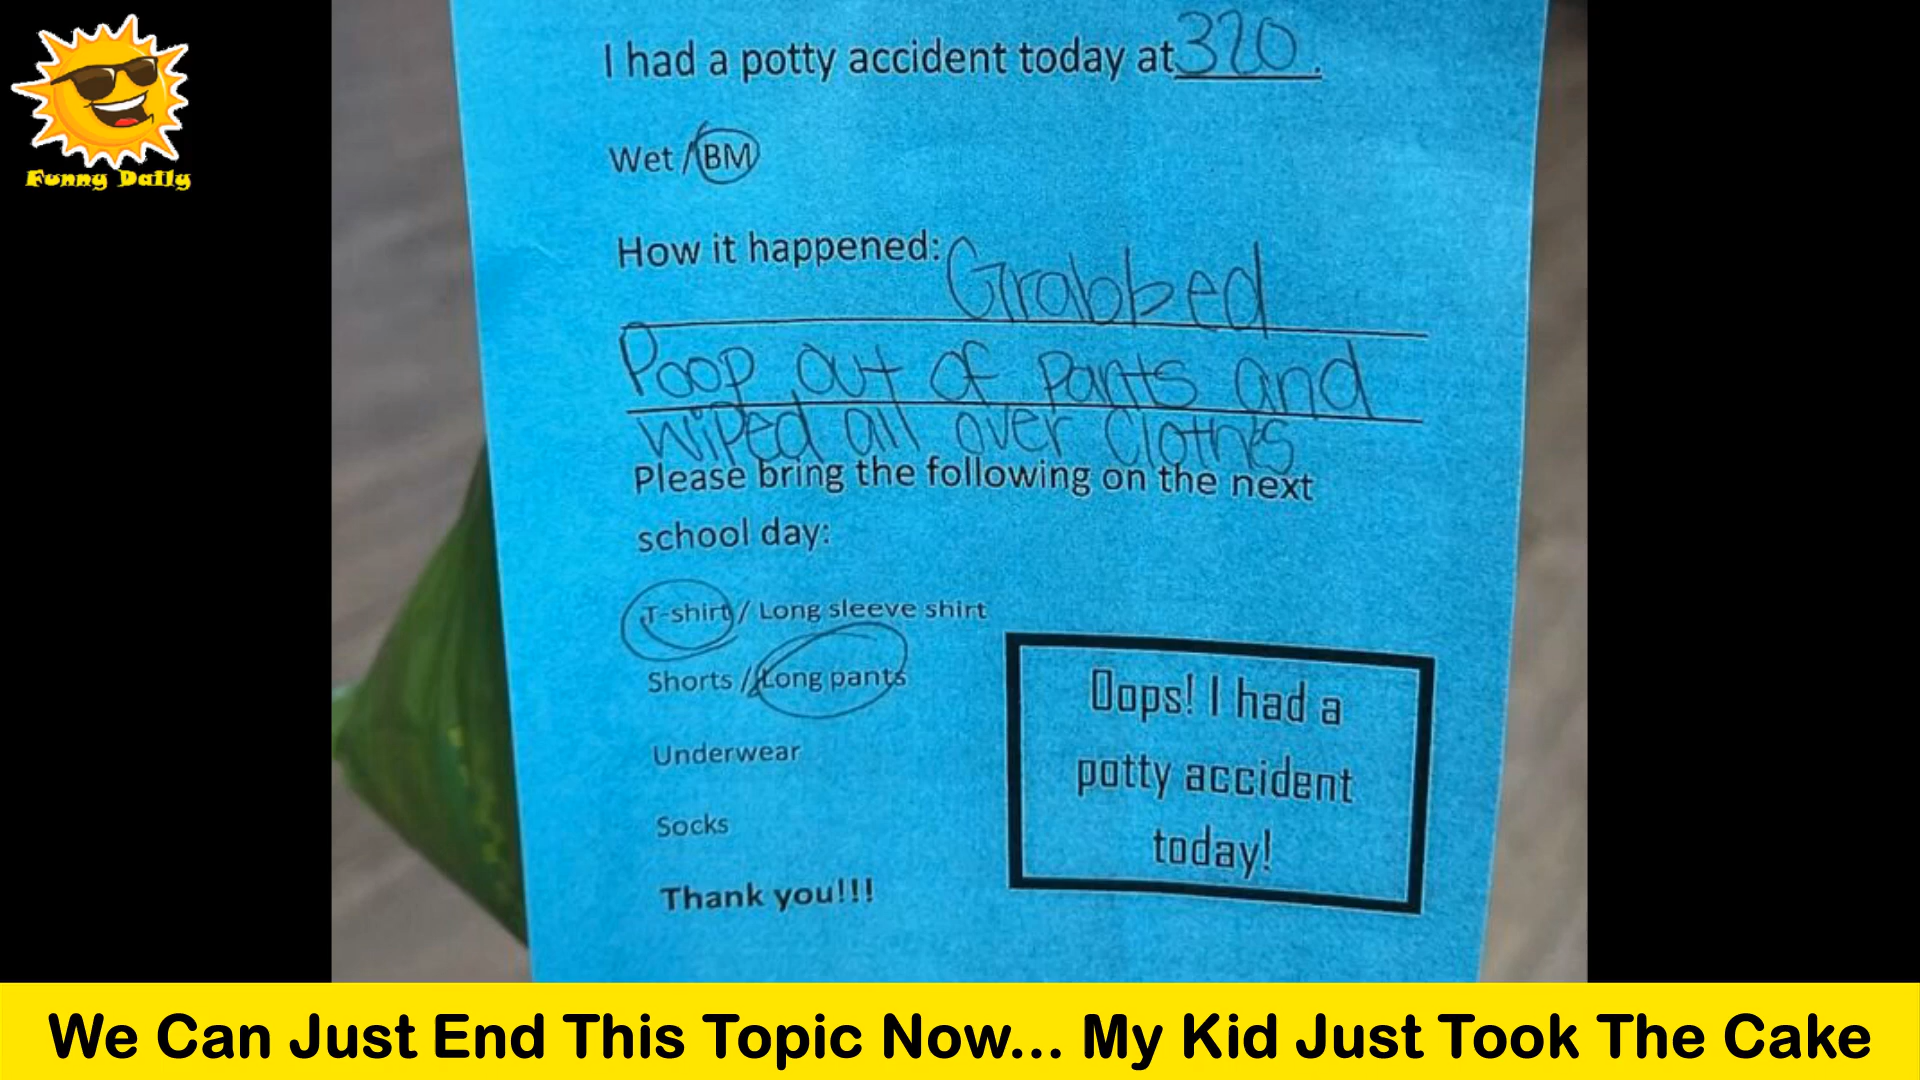 Funny Daily
I had a potty accident today at 320.
Wet / BM
How it happened: Grabbed
Poop out of pants and
wiped all over Clothes
Please bring the following on the next
school day:
T-shirt / Long sleeve shirt
Shorts / Long pants
Underwear
Socks
Thank you!!!
Oops! I had a
potty accident
today!
We Can Just End This Topic Now... My Kid Just Took The Cake